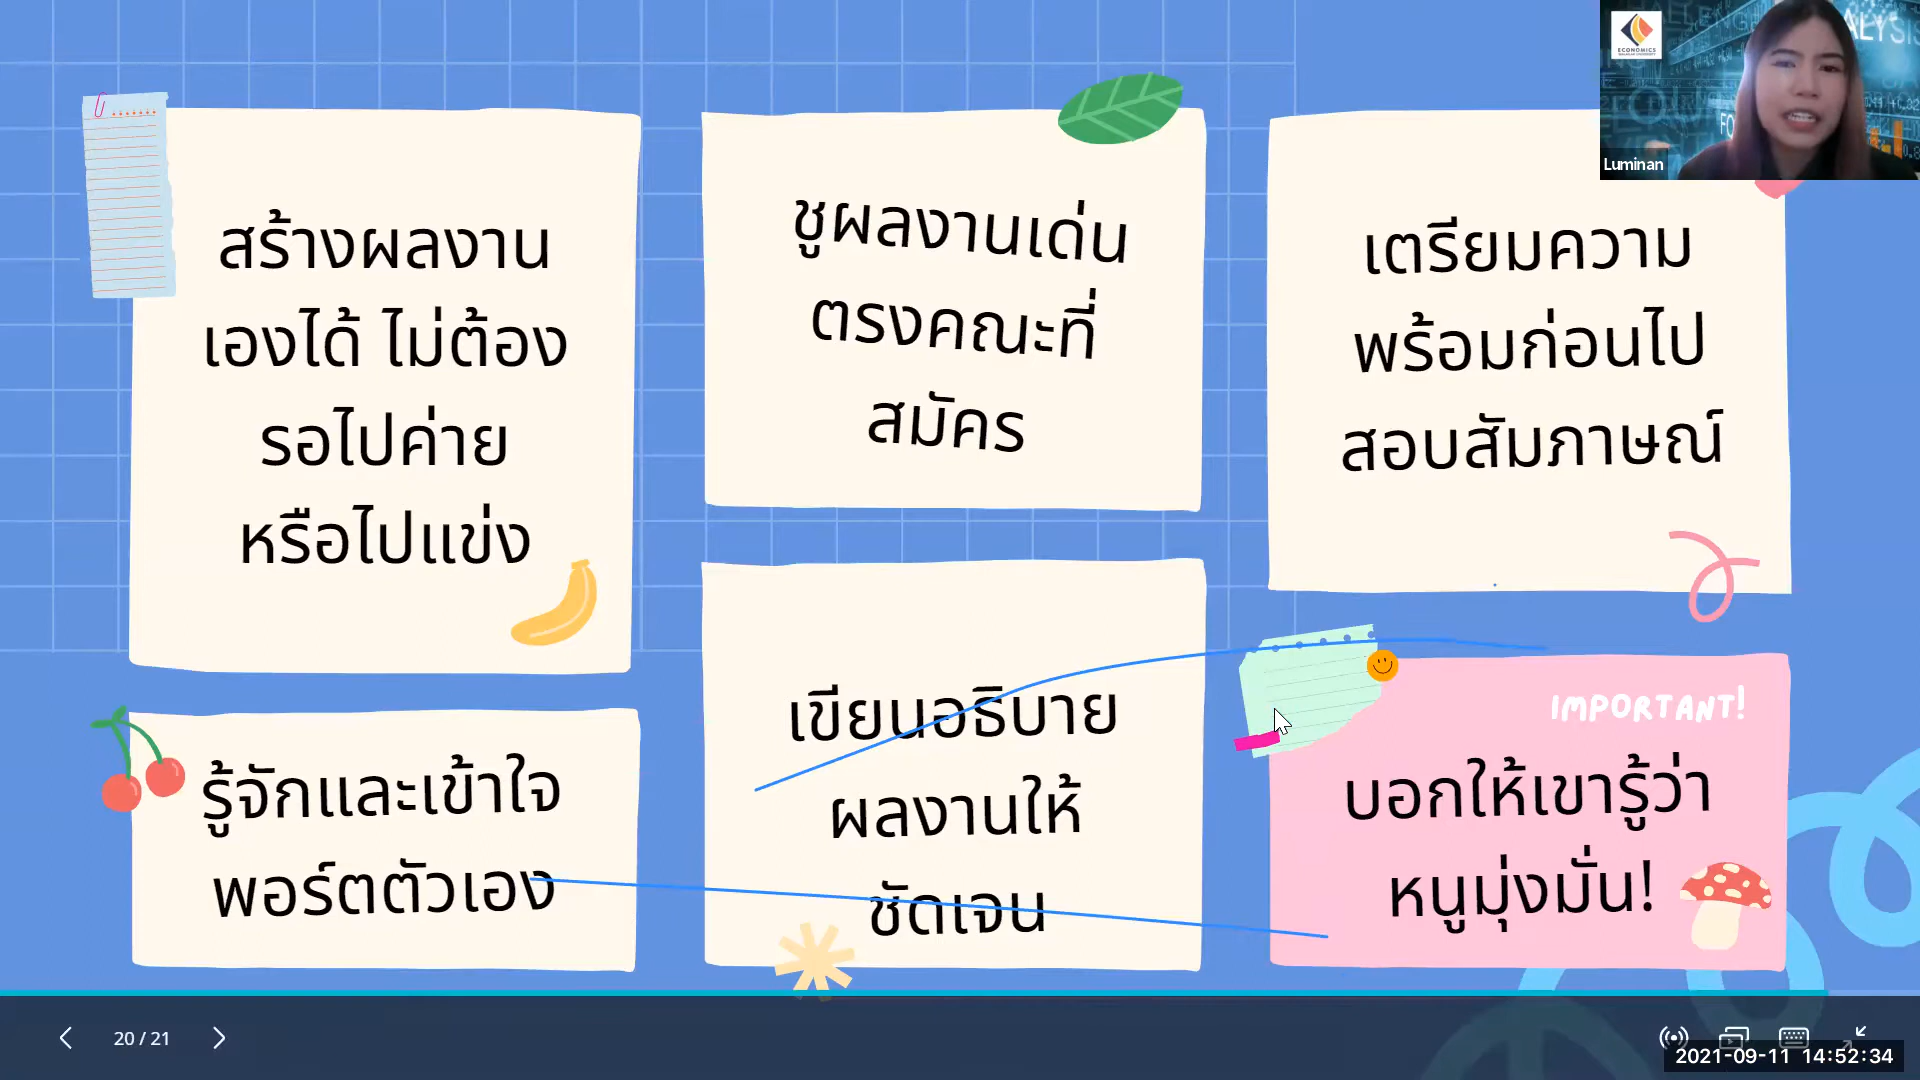 สร้างผลงาน
เองได้ ไม่ต้อง
รอไปค่าย
หรือไปแข่ง
ชูผลงานเด่น
ตรงคณะที่
สมัคร
เตรียมความ
พร้อมก่อนไป
สอบสัมภาษณ์
รู้จักและเข้าใจ
พอร์ตตัวเอง
เขียนอธิบาย
ผลงานให้
ชัดเจน
IMPORTANT!
บอกให้เขารู้ว่า
หนูมุ่งมั่น!
ECONOMICS
Luminan
20 / 21
2021-09-11 14:52:34